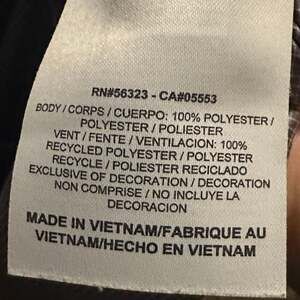 RN#56323 - CA#05553
BODY / CORPS / CUERPO: 100% POLYESTER /
POLYESTER / POLIESTER
VENT / FENTE / VENTILACION: 100%
RECYCLED POLYESTER / POLYESTER
RECYCLE / POLIESTER RECICLADO
EXCLUSIVE OF DECORATION / DECORATION
NON COMPRISE / NO INCLUYE LA
DECORACION
MADE IN VIETNAM/FABRIQUE AU
VIETNAM/HECHO EN VIETNAM